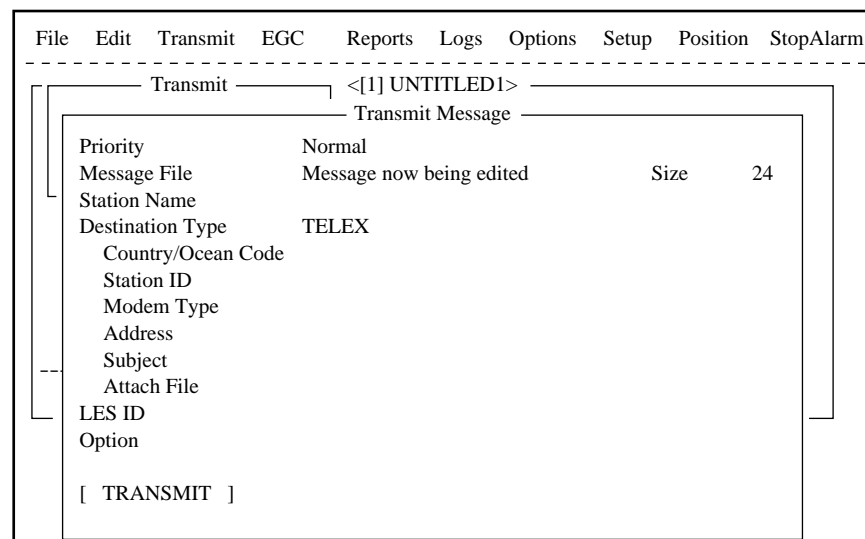 File Edit Transmit EGC Reports Logs Options Setup Position StopAlarm
Transmit <[1] UNTITLED1>
Transmit Message
Priority Normal
Message File Message now being edited Size 24
Station Name
Destination Type TELEX
Country/Ocean Code
Station ID
Modem Type
Address
Subject
Attach File
LES ID
Option
[ TRANSMIT ]